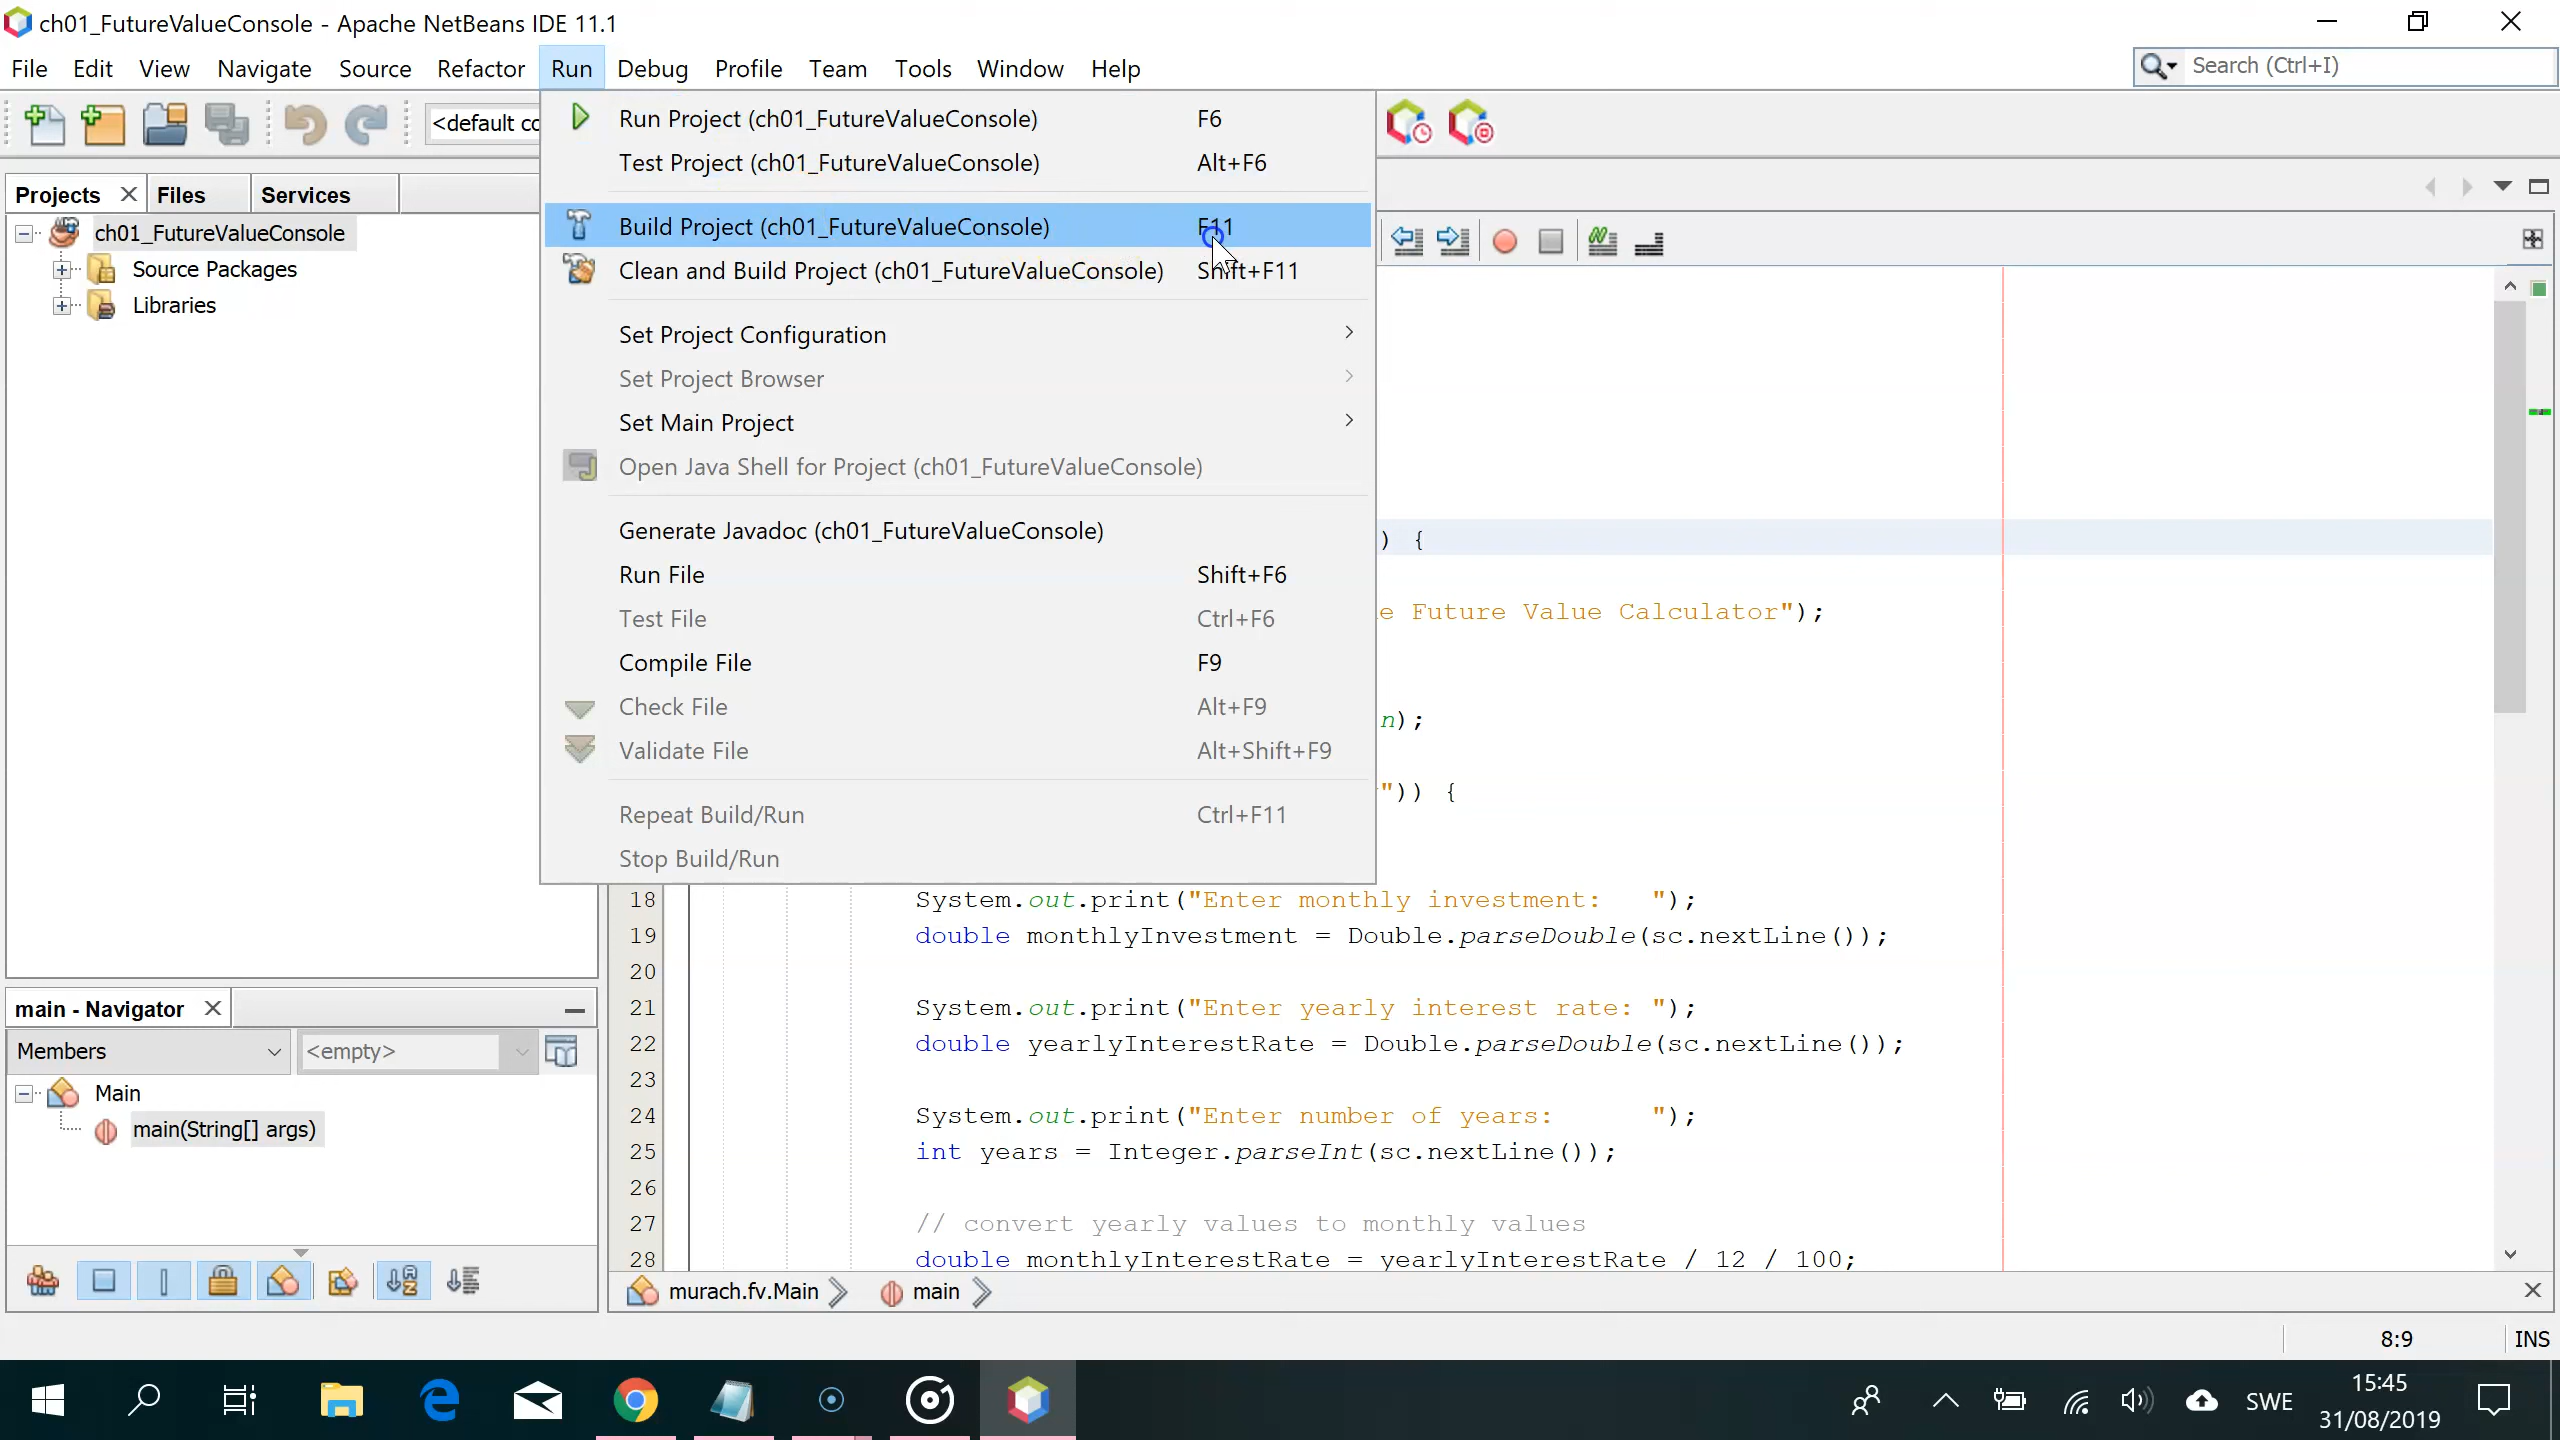 ch01_FutureValueConsole - Apache NetBeans IDE 11.1
File Edit View Navigate Source Refactor Run Debug Profile Team Tools Window Help
Search (Ctrl+I)
<default co
Run Project (ch01_FutureValueConsole) F6
Test Project (ch01_FutureValueConsole) Alt+F6
Build Project (ch01_FutureValueConsole) F11
Clean and Build Project (ch01_FutureValueConsole) Shift+F11
Set Project Configuration
Set Project Browser
Set Main Project
Open Java Shell for Project (ch01_FutureValueConsole)
Generate Javadoc (ch01_FutureValueConsole)
Run File Shift+F6
Test File Ctrl+F6
Compile File F9
Check File Alt+F9
Validate File Alt+Shift+F9
Repeat Build/Run Ctrl+F11
Stop Build/Run
Projects Files Services
ch01_FutureValueConsole
Source Packages
Libraries
) {
e Future Value Calculator");
n);
")) {
18 System.out.print("Enter monthly investment:   ");
19 double monthlyInvestment = Double.parseDouble(sc.nextLine());
20
21 System.out.print("Enter yearly interest rate: ");
22 double yearlyInterestRate = Double.parseDouble(sc.nextLine());
23
24 System.out.print("Enter number of years:      ");
25 int years = Integer.parseInt(sc.nextLine());
26
27 // convert yearly values to monthly values
28 double monthlyInterestRate = yearlyInterestRate / 12 / 100;
main - Navigator
Members <empty>
Main
main(String[] args)
murach.fv.Main main
8:9 INS
SWE
15:45
31/08/2019